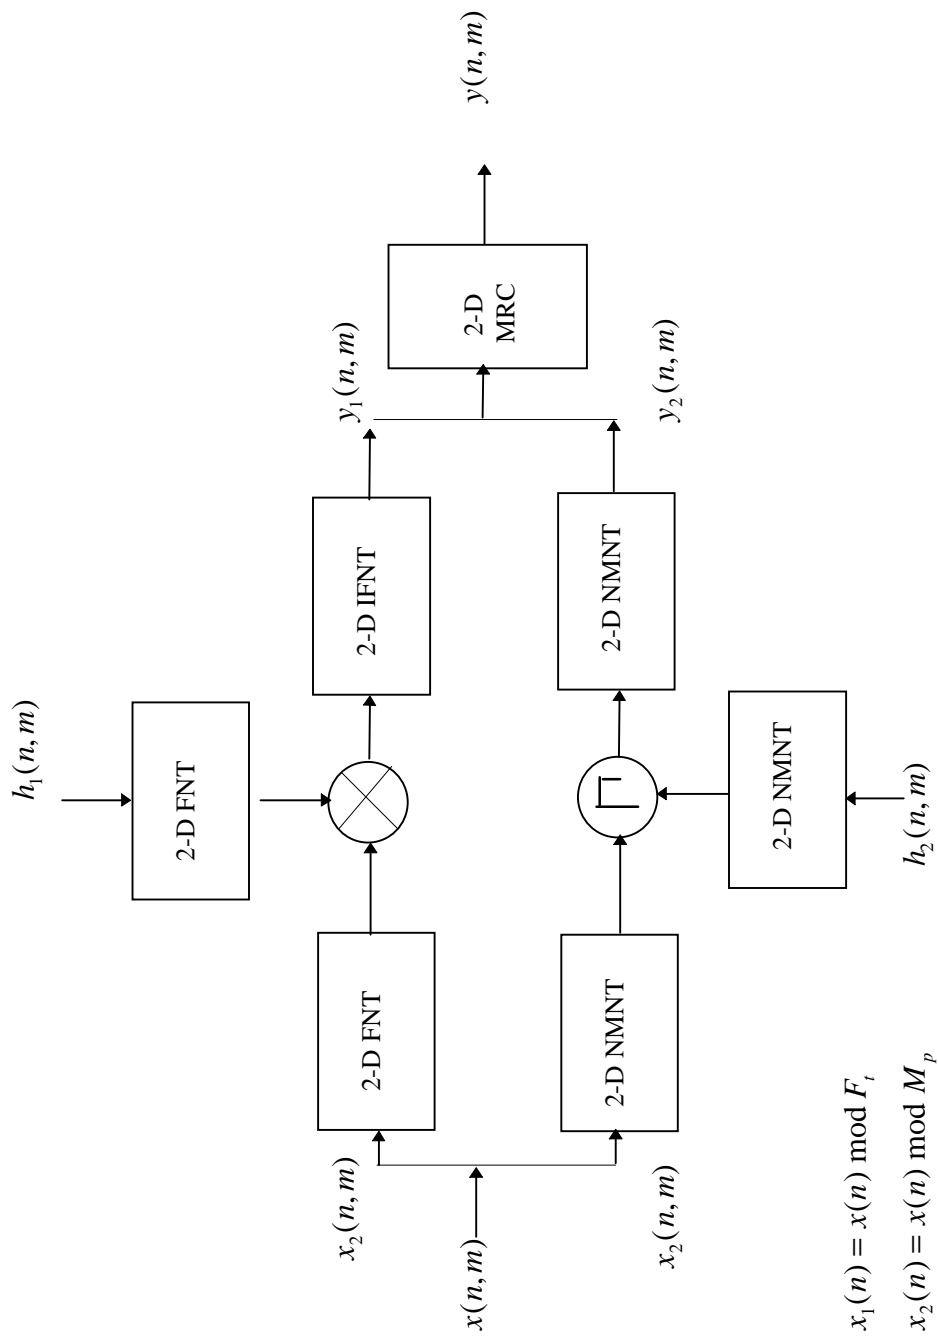 h₁(n, m)
2-D FNT
x₂(n, m)
2-D FNT
2-D IFNT
y₁(n, m)
x(n, m)
2-D
MRC
y(n, m)
x₂(n, m)
2-D NMNT
2-D NMNT
y₂(n, m)
2-D NMNT
h₂(n, m)
x₁(n) = x(n) mod Fₜ
x₂(n) = x(n) mod Mₚ